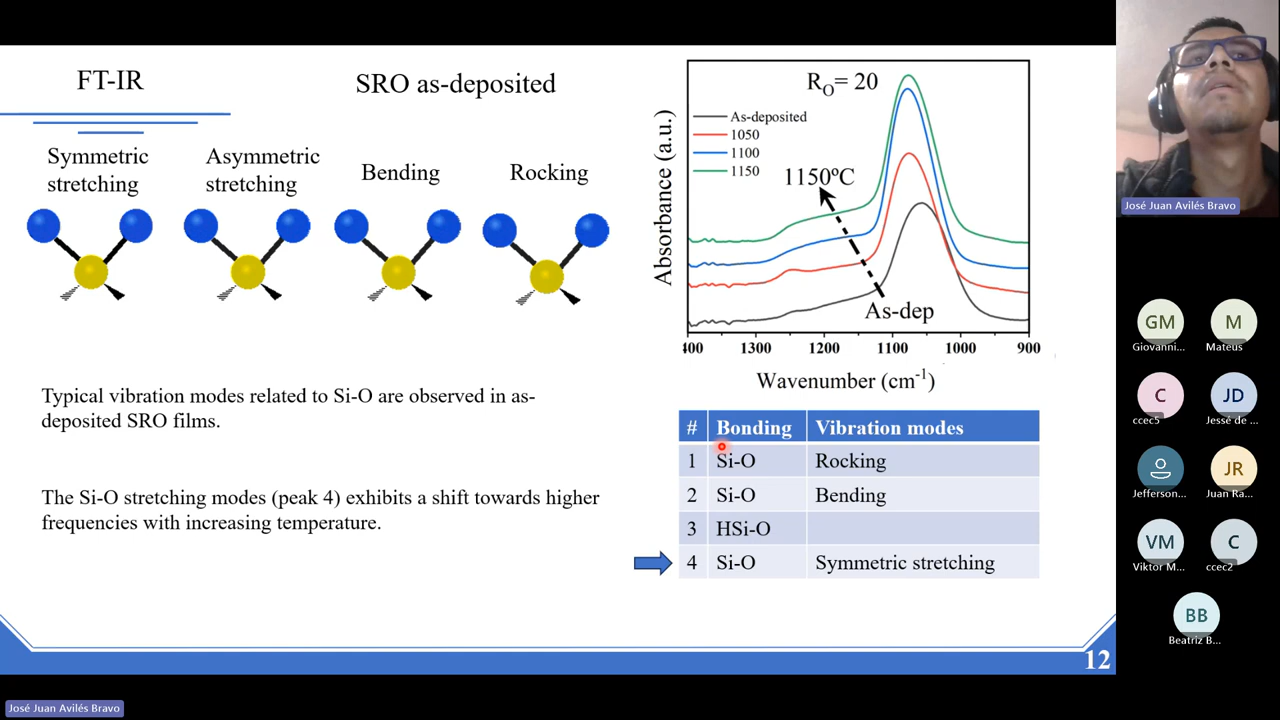 FT-IR
SRO as-deposited
Symmetric
stretching
Asymmetric
stretching
Bending
Rocking
Typical vibration modes related to Si-O are observed in as-
deposited SRO films.
The Si-O stretching modes (peak 4) exhibits a shift towards higher
frequencies with increasing temperature.
RO= 20
As-deposited
1050
1100
1150
1150ºC
As-dep
Absorbance (a.u.)
400 1300 1200 1100 1000 900
Wavenumber (cm-1)
# Bonding Vibration modes
1 Si-O Rocking
2 Si-O Bending
3 HSi-O
4 Si-O Symmetric stretching
12
José Juan Avilés Bravo
José Juan Avilés Bravo
GM M
Giovanni... Mateus
C JD
ccec5 Jessé de ...
JR
Jefferson... Juan Ra...
VM C
Viktor M... ccec2
BB
Beatriz B...